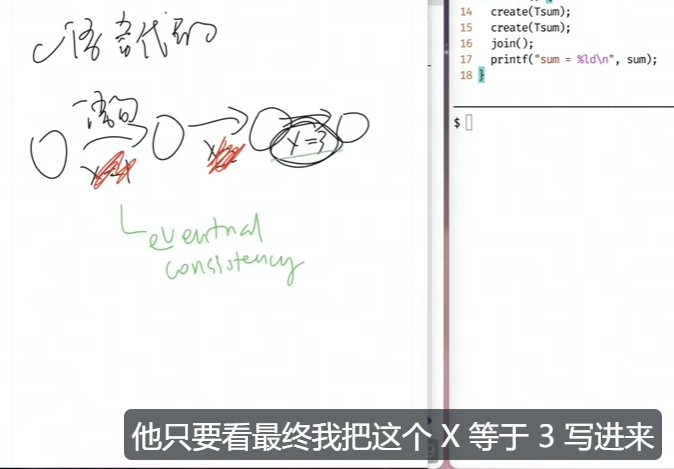 C语言代码
语句
x=3
eventual
consistency
14 create(Tsum);
15 create(Tsum);
16 join();
17 printf("sum = %ld\n", sum);
18 }
$
他只要看最终我把这个 X 等于 3 写进来